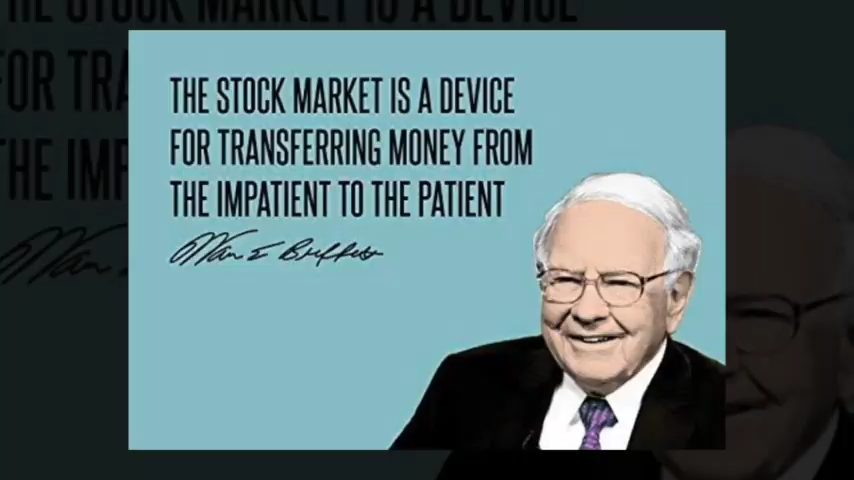 THE STOCK MARKET IS A DEVICE
FOR TRANSFERRING MONEY FROM
THE IMPATIENT TO THE PATIENT